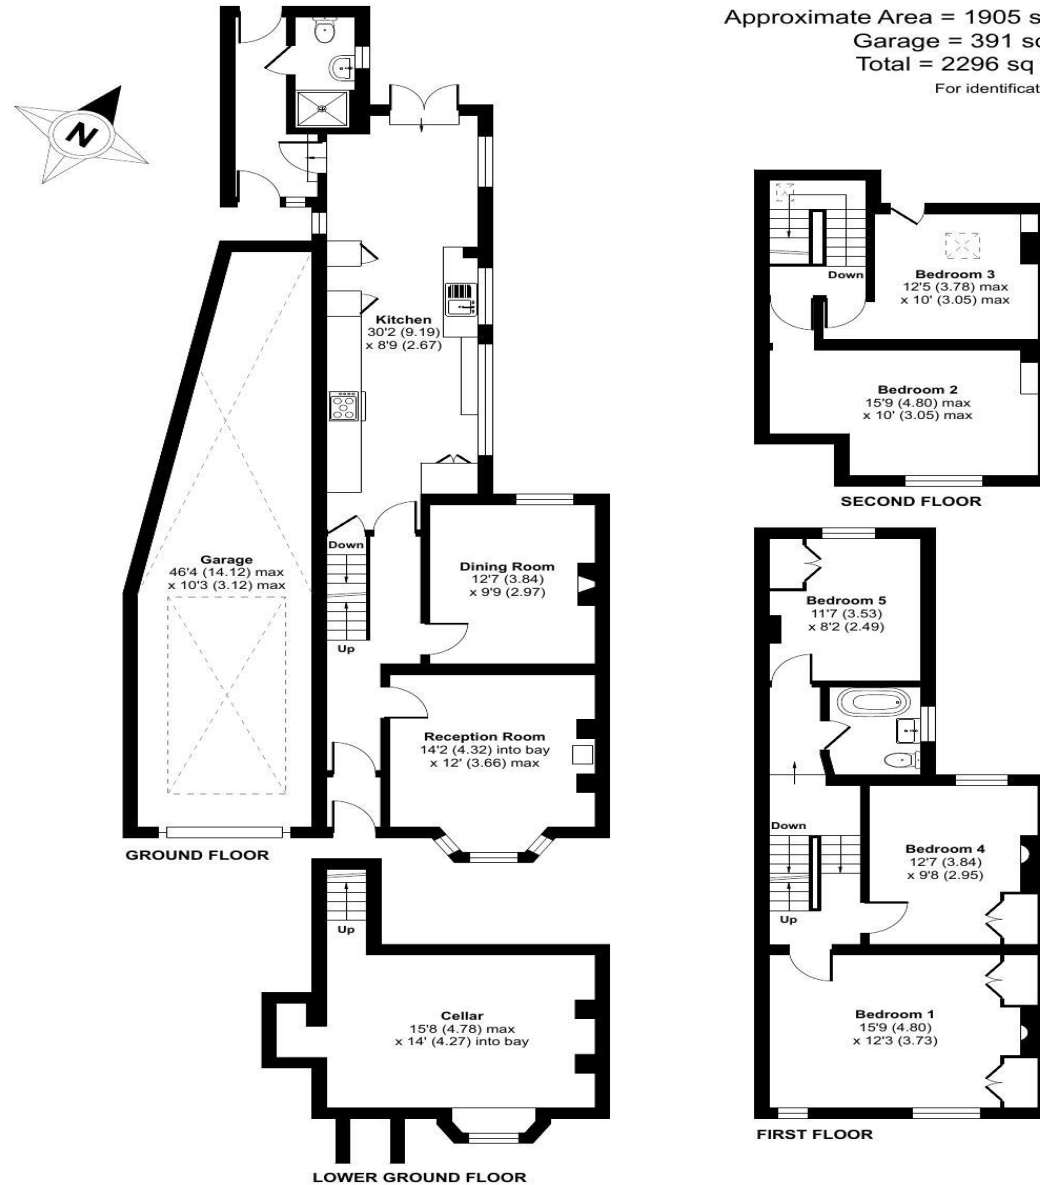 Approximate Area = 1905 s
Garage = 391 sq
Total = 2296 sq
For identificat
N
Kitchen
30'2 (9.19)
x 8'9 (2.67)
Garage
46'4 (14.12) max
x 10'3 (3.12) max
Down
Up
Dining Room
12'7 (3.84)
x 9'9 (2.97)
Reception Room
14'2 (4.32) into bay
x 12' (3.66) max
GROUND FLOOR
Up
Cellar
15'8 (4.78) max
x 14' (4.27) into bay
LOWER GROUND FLOOR
Down
Bedroom 3
12'5 (3.78) max
x 10' (3.05) max
Bedroom 2
15'9 (4.80) max
x 10' (3.05) max
SECOND FLOOR
Bedroom 5
11'7 (3.53)
x 8'2 (2.49)
Down
Up
Bedroom 4
12'7 (3.84)
x 9'8 (2.95)
Bedroom 1
15'9 (4.80)
x 12'3 (3.73)
FIRST FLOOR